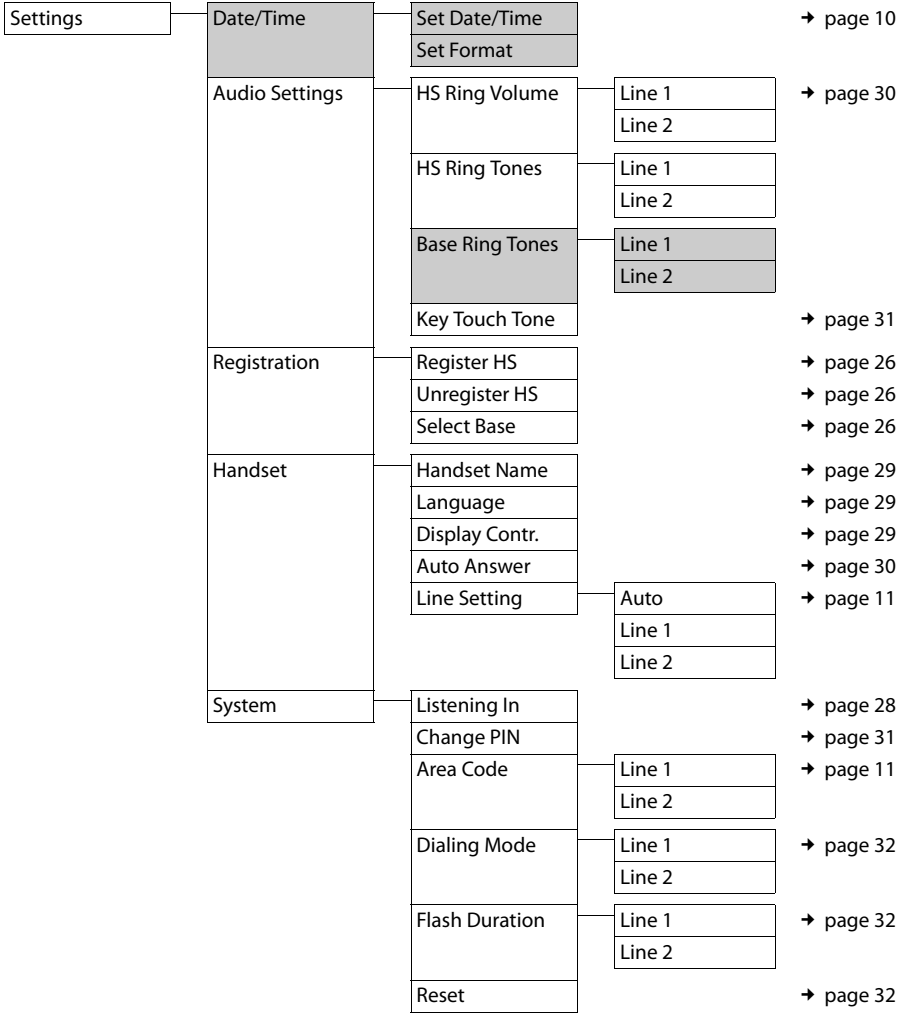 Settings Date/Time Set Date/Time → page 10
Set Format
Audio Settings HS Ring Volume Line 1 → page 30
Line 2
HS Ring Tones Line 1
Line 2
Base Ring Tones Line 1
Line 2
Key Touch Tone → page 31
Registration Register HS → page 26
Unregister HS → page 26
Select Base → page 26
Handset Handset Name → page 29
Language → page 29
Display Contr. → page 29
Auto Answer → page 30
Line Setting Auto → page 11
Line 1
Line 2
System Listening In → page 28
Change PIN → page 31
Area Code Line 1 → page 11
Line 2
Dialing Mode Line 1 → page 32
Line 2
Flash Duration Line 1 → page 32
Line 2
Reset → page 32